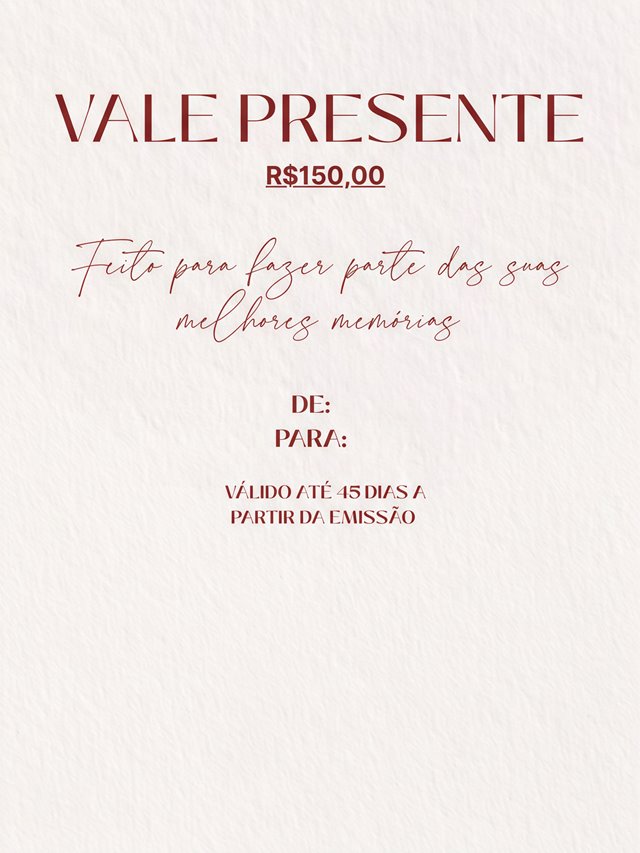 VALE PRESENTE
R$150,00
Feito para fazer parte das suas
melhores memórias
DE:
PARA:
VÁLIDO ATÉ 45 DIAS A
PARTIR DA EMISSÃO